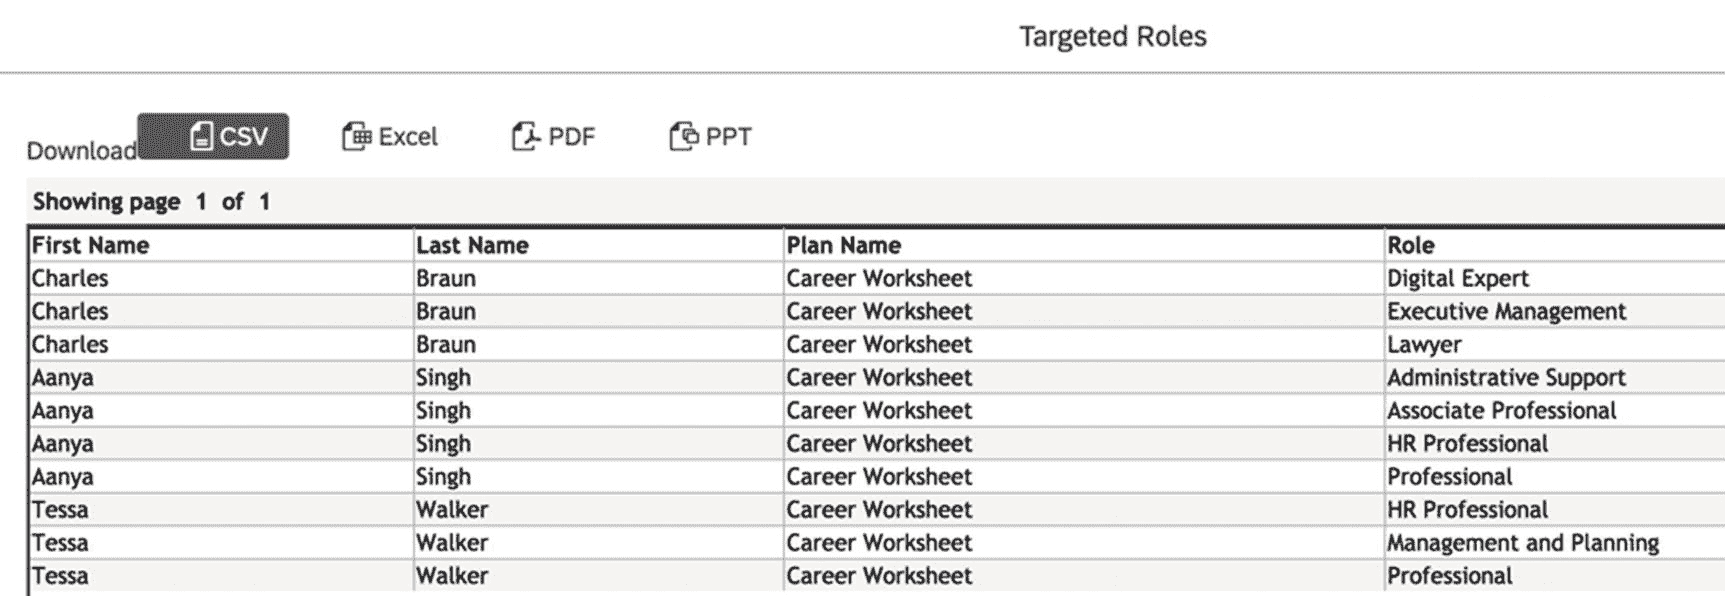 Targeted Roles
Download CSV Excel PDF PPT
Showing page 1 of 1
First Name Last Name Plan Name Role
Charles Braun Career Worksheet Digital Expert
Charles Braun Career Worksheet Executive Management
Charles Braun Career Worksheet Lawyer
Aanya Singh Career Worksheet Administrative Support
Aanya Singh Career Worksheet Associate Professional
Aanya Singh Career Worksheet HR Professional
Aanya Singh Career Worksheet Professional
Tessa Walker Career Worksheet HR Professional
Tessa Walker Career Worksheet Management and Planning
Tessa Walker Career Worksheet Professional